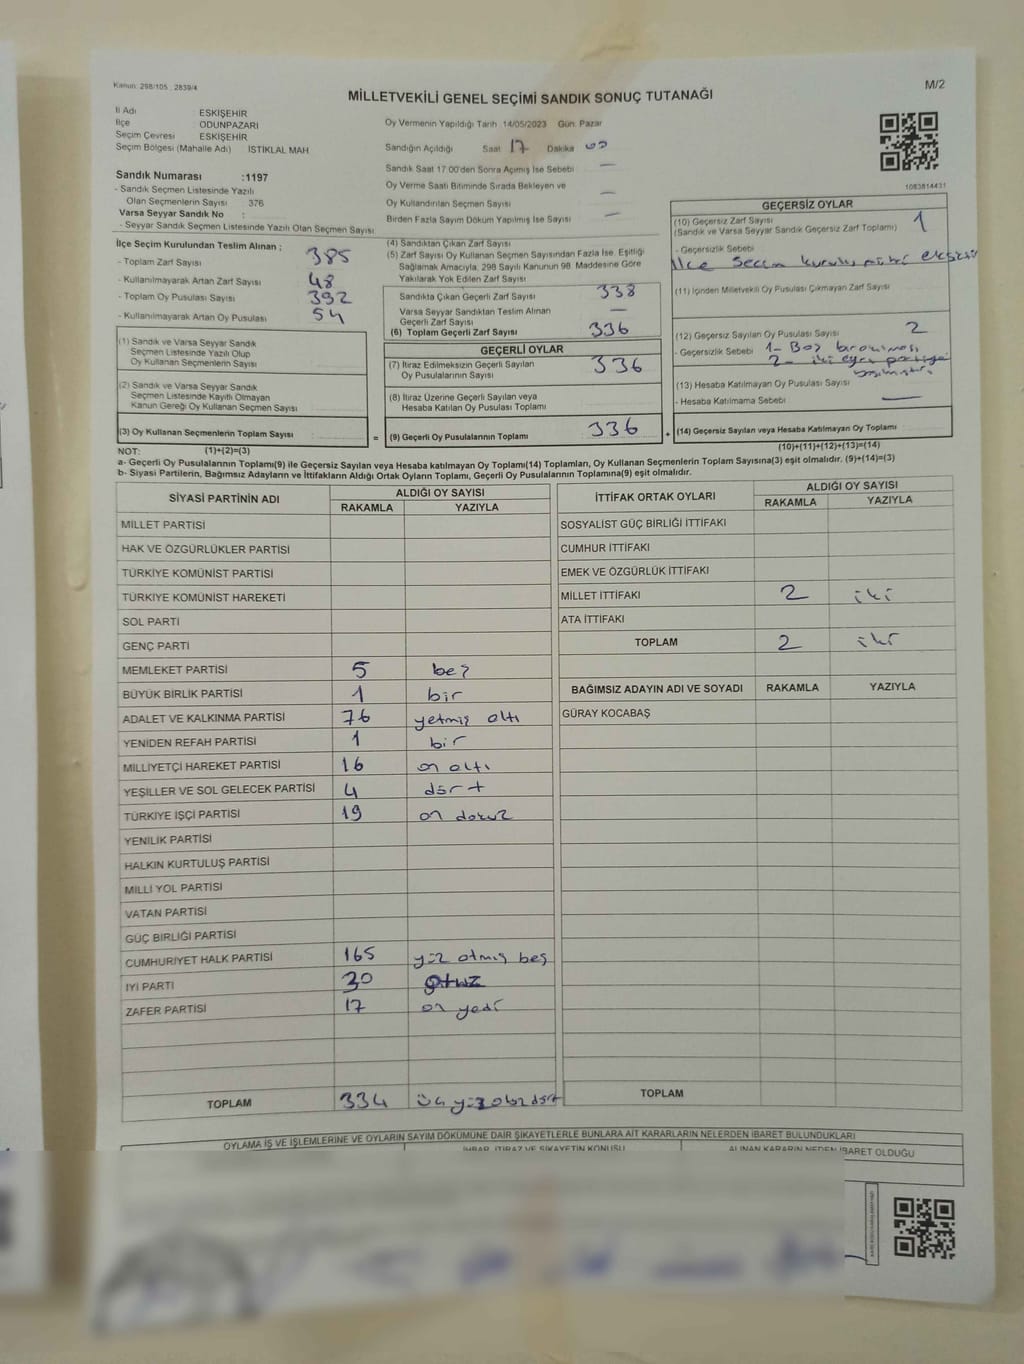 Kanun: 298/105 , 2839/4
M/2
MİLLETVEKİLİ GENEL SEÇİMİ SANDIK SONUÇ TUTANAĞI
İl Adı ESKİŞEHİR
İlçe ODUNPAZARI
Seçim Çevresi ESKİŞEHİR
Seçim Bölgesi (Mahalle Adı) İSTİKLAL MAH
Sandık Numarası :1197
- Sandık Seçmen Listesinde Yazılı
Olan Seçmenlerin Sayısı 376
Varsa Seyyar Sandık No :
- Seyyar Sandık Seçmen Listesinde Yazılı Olan Seçmen Sayısı
Oy Vermenin Yapıldığı Tarih 14/05/2023 Gün. Pazar
Sandığın Açıldığı Saat 17 Dakika 00
Sandık Saat 17.00'den Sonra Açımış İse Sebebi —
Oy Verme Saati Bitiminde Sırada Bekleyen ve
Oy Kullandırılan Seçmen Sayısı —
Birden Fazla Sayım Döküm Yapılmış İse Sayısı —
1083814431
İlçe Seçim Kurulundan Teslim Alınan :
- Toplam Zarf Sayısı 385
- Kullanılmayarak Artan Zarf Sayısı 48
- Toplam Oy Pusulası Sayısı 392
- Kullanılmayarak Artan Oy Pusulası 54
(1) Sandık ve Varsa Seyyar Sandık
Seçmen Listesinde Yazılı Olup
Oy Kullanan Seçmenlerin Sayısı
(2) Sandık ve Varsa Seyyar Sandık
Seçmen Listesinde Kayıtlı Olmayan
Kanun Gereği Oy Kullanan Seçmen Sayısı
(3) Oy Kullanan Seçmenlerin Toplam Sayısı =
(4) Sandıktan Çıkan Zarf Sayısı
(5) Zarf Sayısı Oy Kullanan Seçmen Sayısından Fazla İse, Eşitliği
Sağlamak Amacıyla, 298 Sayılı Kanunun 98. Maddesine Göre
Yakılarak Yok Edilen Zarf Sayısı
Sandıkta Çıkan Geçerli Zarf Sayısı 338
Varsa Seyyar Sandıktan Teslim Alınan
Geçerli Zarf Sayısı —
(6) Toplam Geçerli Zarf Sayısı 336
GEÇERLİ OYLAR
(7) İtiraz Edilmeksizin Geçerli Sayılan
Oy Pusulalarının Sayısı 336
(8) İtiraz Üzerine Geçerli Sayılan veya
Hesaba Katılan Oy Pusulası Toplamı
(9) Geçerli Oy Pusulalarının Toplamı 336 +
GEÇERSİZ OYLAR
(10) Geçersiz Zarf Sayısı 1
(Sandık ve Varsa Seyyar Sandık Geçersiz Zarf Toplamı)
- Geçersizlik Sebebi
İlçe Seçim kurulu
(11) İçinden Milletvekili Oy Pusulası Çıkmayan Zarf Sayısı
(12) Geçersiz Sayılan Oy Pusulası Sayısı 2
- Geçersizlik Sebebi 1- Boş bırakılması
2- iki ayrı partiye
basılmıştır
(13) Hesaba Katılmayan Oy Pusulası Sayısı
- Hesaba Katılmama Sebebi —
(14) Geçersiz Sayılan veya Hesaba Katılmayan Oy Toplamı
NOT: (1)+(2)=(3) (10)+(11)+(12)+(13)=(14)
a- Geçerli Oy Pusulalarının Toplamı(9) ile Geçersiz Sayılan veya Hesaba katılmayan Oy Toplamı(14) Toplamları, Oy Kullanan Seçmenlerin Toplam Sayısına(3) eşit olmalıdır. (9)+(14)=(3)
b- Siyasi Partilerin, Bağımsız Adayların ve İttifakların Aldığı Ortak Oyların Toplamı, Geçerli Oy Pusulalarının Toplamına(9) eşit olmalıdır.
SİYASİ PARTİNİN ADI ALDIĞI OY SAYISI
RAKAMLA YAZIYLA
MİLLET PARTİSİ
HAK VE ÖZGÜRLÜKLER PARTİSİ
TÜRKİYE KOMÜNİST PARTİSİ
TÜRKİYE KOMÜNİST HAREKETİ
SOL PARTİ
GENÇ PARTİ
MEMLEKET PARTİSİ 5 beş
BÜYÜK BİRLİK PARTİSİ 1 bir
ADALET VE KALKINMA PARTİSİ 76 yetmiş altı
YENİDEN REFAH PARTİSİ 1 bir
MİLLİYETÇİ HAREKET PARTİSİ 16 on altı
YEŞİLLER VE SOL GELECEK PARTİSİ 4 dört
TÜRKİYE İŞÇİ PARTİSİ 19 on dokuz
YENİLİK PARTİSİ
HALKIN KURTULUŞ PARTİSİ
MİLLİ YOL PARTİSİ
VATAN PARTİSİ
GÜÇ BİRLİĞİ PARTİSİ
CUMHURİYET HALK PARTİSİ 165 yüz atmış beş
İYİ PARTİ 30 otuz
ZAFER PARTİSİ 17 on yedi
TOPLAM 334 üç yüz otuz dört
İTTİFAK ORTAK OYLARI ALDIĞI OY SAYISI
RAKAMLA YAZIYLA
SOSYALİST GÜÇ BİRLİĞİ İTTİFAKI
CUMHUR İTTİFAKI
EMEK VE ÖZGÜRLÜK İTTİFAKI
MİLLET İTTİFAKI 2 iki
ATA İTTİFAKI
TOPLAM 2 iki
BAĞIMSIZ ADAYIN ADI VE SOYADI RAKAMLA YAZIYLA
GÜRAY KOCABAŞ
TOPLAM
OYLAMA İŞ VE İŞLEMLERİNE VE OYLARIN SAYIM DÖKÜMÜNE DAİR ŞİKAYETLERLE BUNLARA AİT KARARLARIN NELERDEN İBARET BULUNDUKLARI
İHBAR, İTİRAZ VE ŞİKAYETİN KONUSU ALINAN KARARIN NEDEN İBARET OLDUĞU